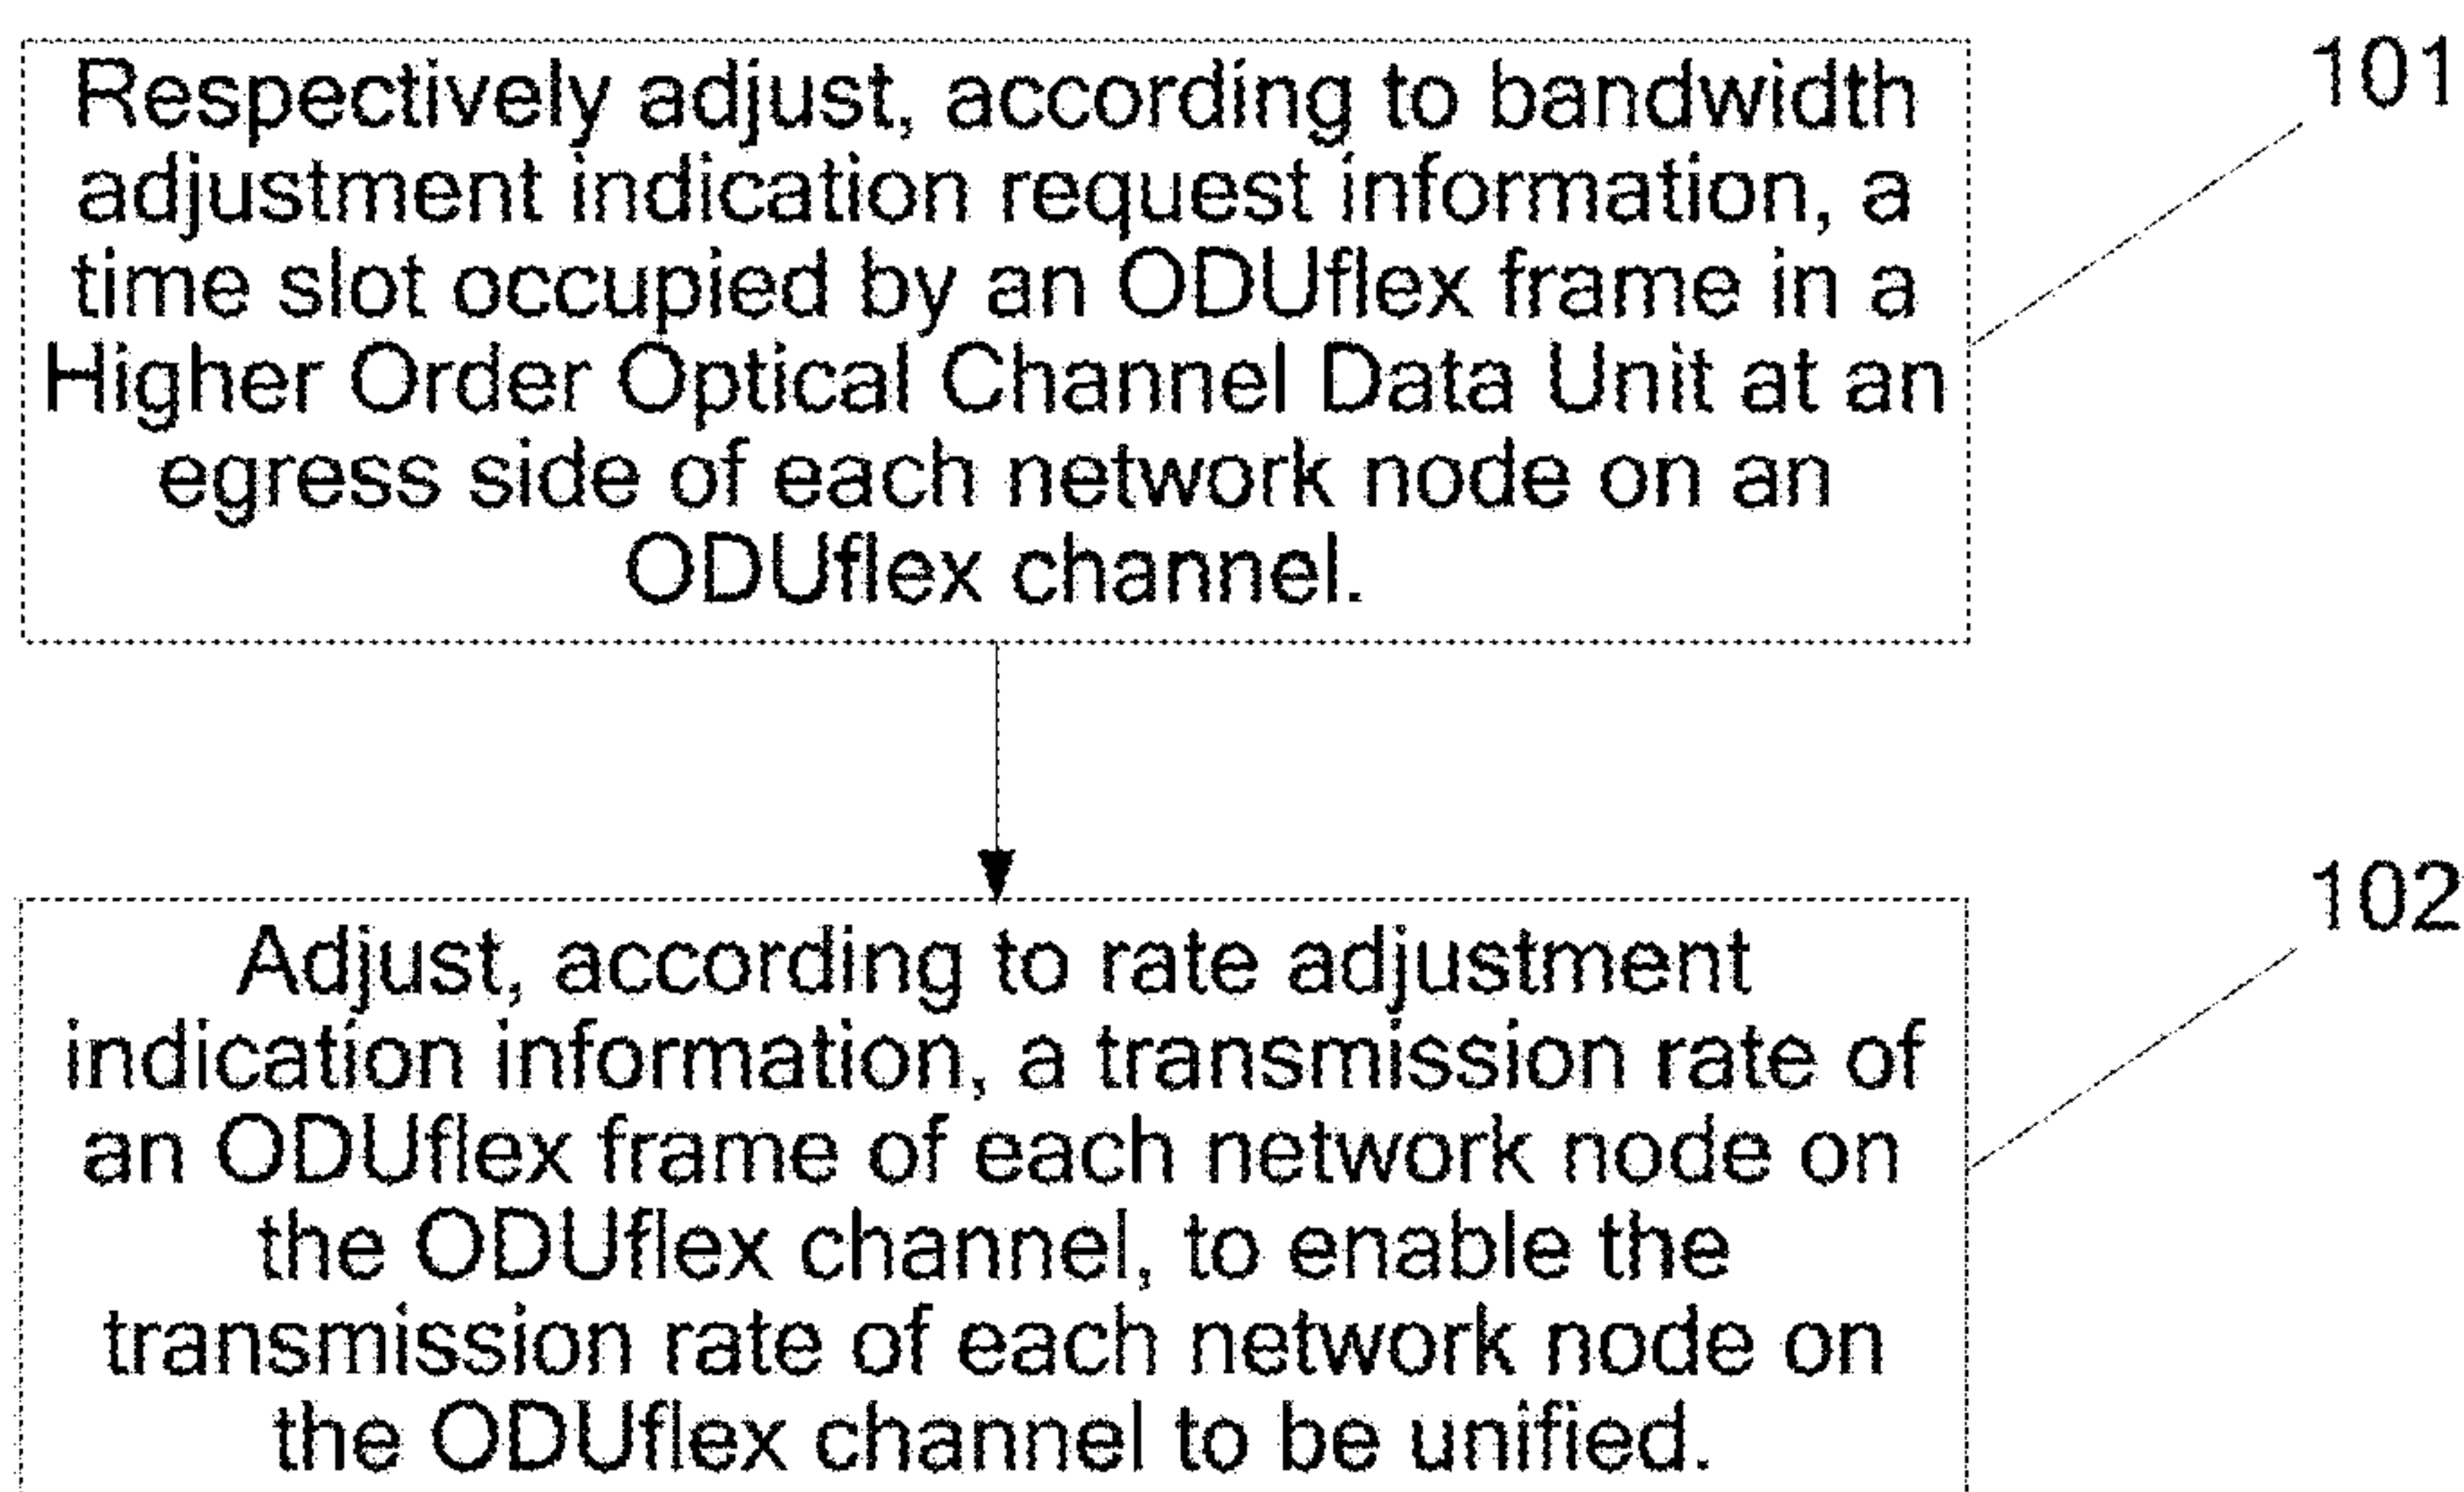 Respectively adjust, according to bandwidth
adjustment indication request information, a
time slot occupied by an ODUflex frame in a
Higher Order Optical Channel Data Unit at an
egress side of each network node on an
ODUflex channel.
101
Adjust, according to rate adjustment
indication information, a transmission rate of
an ODUflex frame of each network node on
the ODUflex channel, to enable the
transmission rate of each network node on
the ODUflex channel to be unified.
102